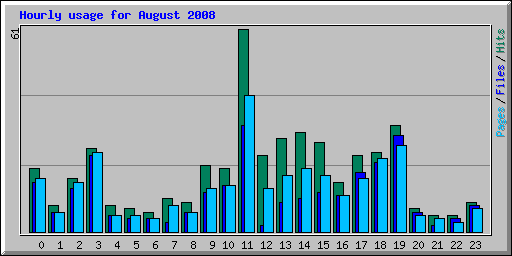 Hourly usage for August 2008
61
Pages/Files/Hits
0 1 2 3 4 5 6 7 8 9 10 11 12 13 14 15 16 17 18 19 20 21 22 23